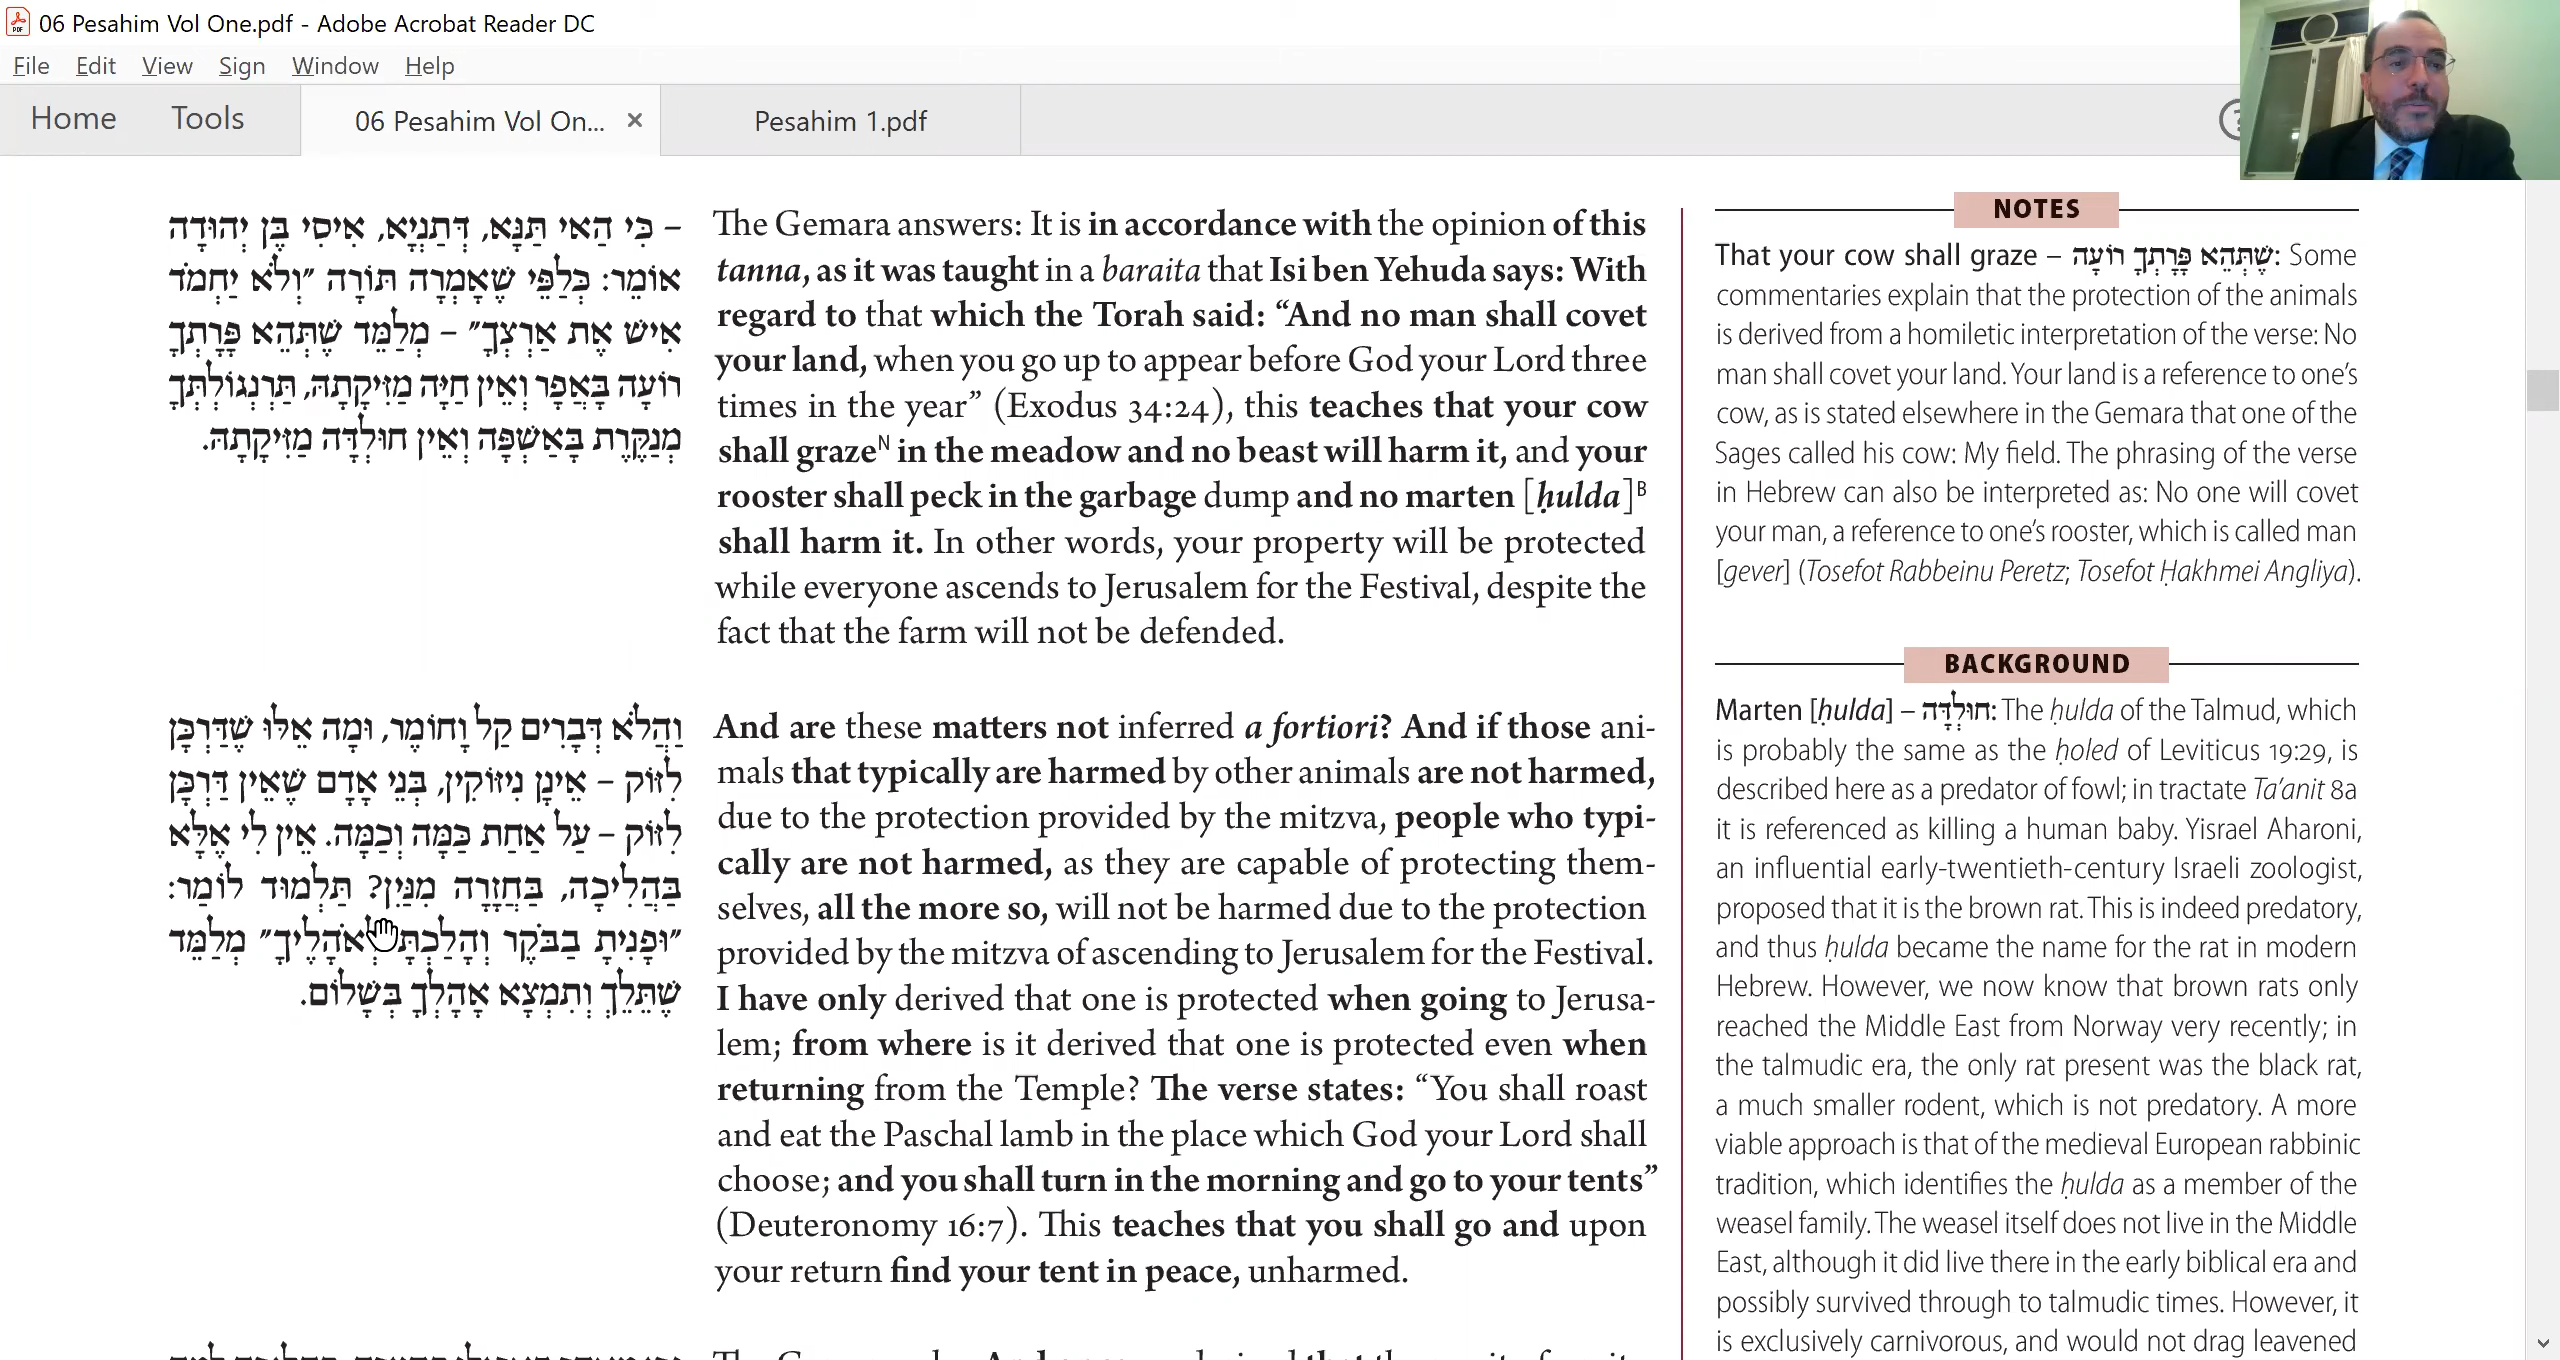 06 Pesahim Vol One.pdf - Adobe Acrobat Reader DC
File Edit View Sign Window Help
Home Tools 06 Pesahim Vol On... × Pesahim 1.pdf
– כִּי הַאי תַּנָּא, דְּתַנְיָא, אִיסִי בֶּן יְהוּדָה
אוֹמֵר: כְּלַפֵּי שֶׁאָמְרָה תּוֹרָה ״וְלֹא יַחְמֹד
אִישׁ אֶת אַרְצְךָ״ – מְלַמֵּד שֶׁתְּהֵא פָּרָתְךָ
רוֹעָה בָּאֲפָר וְאֵין חַיָּה מַזִּיקָתָהּ, תַּרְנְגוֹלְתְּךָ
מְנַקֶּרֶת בָּאַשְׁפָּה וְאֵין חוּלְדָּה מַזִּיקָתָהּ.
The Gemara answers: It is in accordance with the opinion of this
tanna, as it was taught in a baraita that Isi ben Yehuda says: With
regard to that which the Torah said: “And no man shall covet
your land, when you go up to appear before God your Lord three
times in the year” (Exodus 34:24), this teaches that your cow
shall graze^N in the meadow and no beast will harm it, and your
rooster shall peck in the garbage dump and no marten [ḥulda]^B
shall harm it. In other words, your property will be protected
while everyone ascends to Jerusalem for the Festival, despite the
fact that the farm will not be defended.
וַהֲלֹא דְּבָרִים קַל וָחוֹמֶר, וּמָה אֵלּוּ שֶׁדַּרְכָּן
לִזּוֹק – אֵינָן נִיזּוֹקִין, בְּנֵי אָדָם שֶׁאֵין דַּרְכָּן
לִזּוֹק – עַל אַחַת כַּמָּה וְכַמָּה. אֵין לִי אֶלָּא
בַּהֲלִיכָה, בַּחֲזָרָה מִנַּיִן? תַּלְמוּד לוֹמַר:
״וּפָנִיתָ בַבֹּקֶר וְהָלַכְתָּ לְאֹהָלֶיךָ״ מְלַמֵּד
שֶׁתֵּלֵךְ וְתִמְצָא אָהָלְךָ בְּשָׁלוֹם.
And are these matters not inferred a fortiori? And if those ani-
mals that typically are harmed by other animals are not harmed,
due to the protection provided by the mitzva, people who typi-
cally are not harmed, as they are capable of protecting them-
selves, all the more so, will not be harmed due to the protection
provided by the mitzva of ascending to Jerusalem for the Festival.
I have only derived that one is protected when going to Jerusa-
lem; from where is it derived that one is protected even when
returning from the Temple? The verse states: “You shall roast
and eat the Paschal lamb in the place which God your Lord shall
choose; and you shall turn in the morning and go to your tents”
(Deuteronomy 16:7). This teaches that you shall go and upon
your return find your tent in peace, unharmed.
NOTES
That your cow shall graze – שֶׁתְּהֵא פָּרָתְךָ רוֹעָה: Some
commentaries explain that the protection of the animals
is derived from a homiletic interpretation of the verse: No
man shall covet your land. Your land is a reference to one’s
cow, as is stated elsewhere in the Gemara that one of the
Sages called his cow: My field. The phrasing of the verse
in Hebrew can also be interpreted as: No one will covet
your man, a reference to one’s rooster, which is called man
[gever] (Tosefot Rabbeinu Peretz; Tosefot Ḥakhmei Angliya).
BACKGROUND
Marten [ḥulda] – חוּלְדָּה: The ḥulda of the Talmud, which
is probably the same as the ḥoled of Leviticus 19:29, is
described here as a predator of fowl; in tractate Ta’anit 8a
it is referenced as killing a human baby. Yisrael Aharoni,
an influential early-twentieth-century Israeli zoologist,
proposed that it is the brown rat. This is indeed predatory,
and thus ḥulda became the name for the rat in modern
Hebrew. However, we now know that brown rats only
reached the Middle East from Norway very recently; in
the talmudic era, the only rat present was the black rat,
a much smaller rodent, which is not predatory. A more
viable approach is that of the medieval European rabbinic
tradition, which identifies the ḥulda as a member of the
weasel family. The weasel itself does not live in the Middle
East, although it did live there in the early biblical era and
possibly survived through to talmudic times. However, it
is exclusively carnivorous, and would not drag leavened